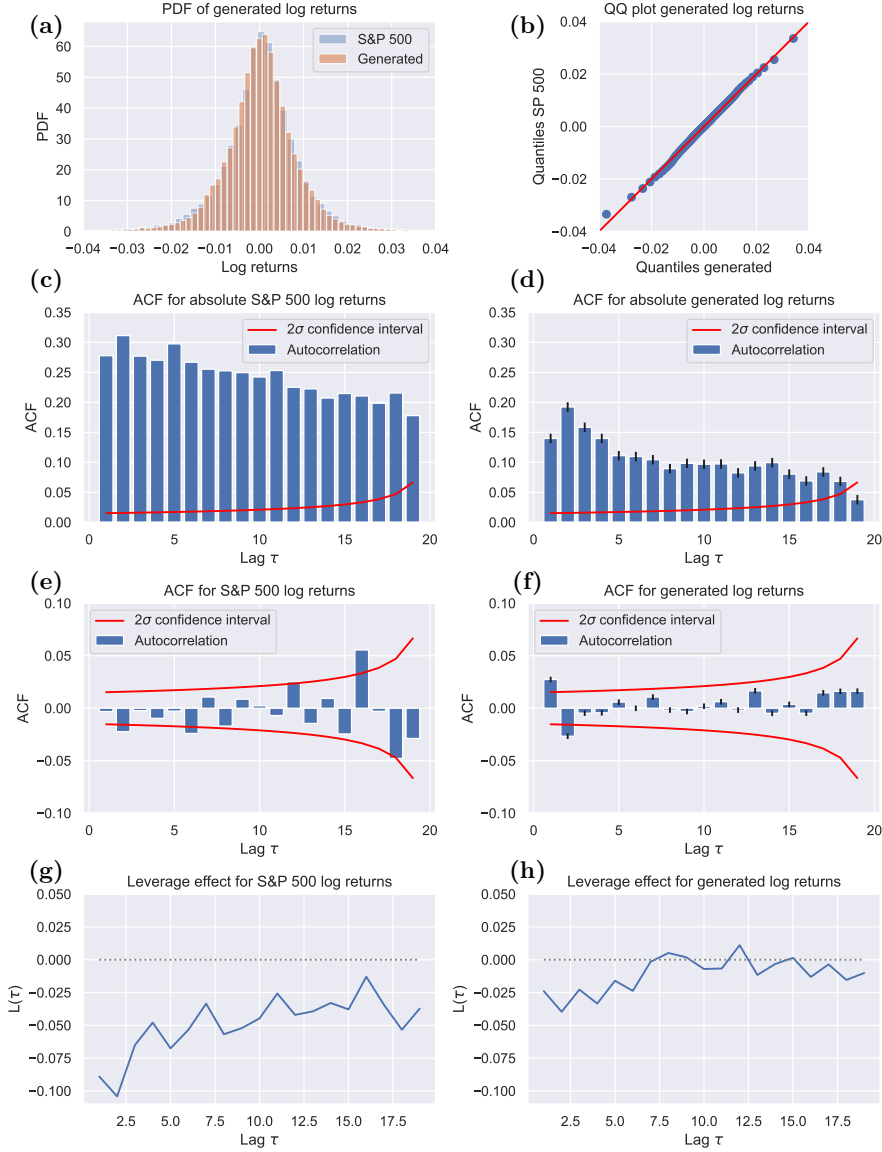 (a)
PDF of generated log returns
S&P 500
Generated
PDF
60
50
40
30
20
10
0
−0.04 −0.03 −0.02 −0.01 0.00 0.01 0.02 0.03 0.04
Log returns
(b)
QQ plot generated log returns
Quantiles SP 500
0.04
0.02
0.00
−0.02
−0.04
−0.04 −0.02 0.00 0.02 0.04
Quantiles generated
(c)
ACF for absolute S&P 500 log returns
2σ confidence interval
Autocorrelation
ACF
0.35
0.30
0.25
0.20
0.15
0.10
0.05
0.00
0 5 10 15 20
Lag τ
(d)
ACF for absolute generated log returns
2σ confidence interval
Autocorrelation
ACF
0.35
0.30
0.25
0.20
0.15
0.10
0.05
0.00
0 5 10 15 20
Lag τ
(e)
ACF for S&P 500 log returns
2σ confidence interval
Autocorrelation
ACF
0.10
0.05
0.00
−0.05
−0.10
0 5 10 15 20
Lag τ
(f)
ACF for generated log returns
2σ confidence interval
Autocorrelation
ACF
0.10
0.05
0.00
−0.05
−0.10
0 5 10 15 20
Lag τ
(g)
Leverage effect for S&P 500 log returns
L(τ)
0.050
0.025
0.000
−0.025
−0.050
−0.075
−0.100
2.5 5.0 7.5 10.0 12.5 15.0 17.5
Lag τ
(h)
Leverage effect for generated log returns
L(τ)
0.050
0.025
0.000
−0.025
−0.050
−0.075
−0.100
2.5 5.0 7.5 10.0 12.5 15.0 17.5
Lag τ